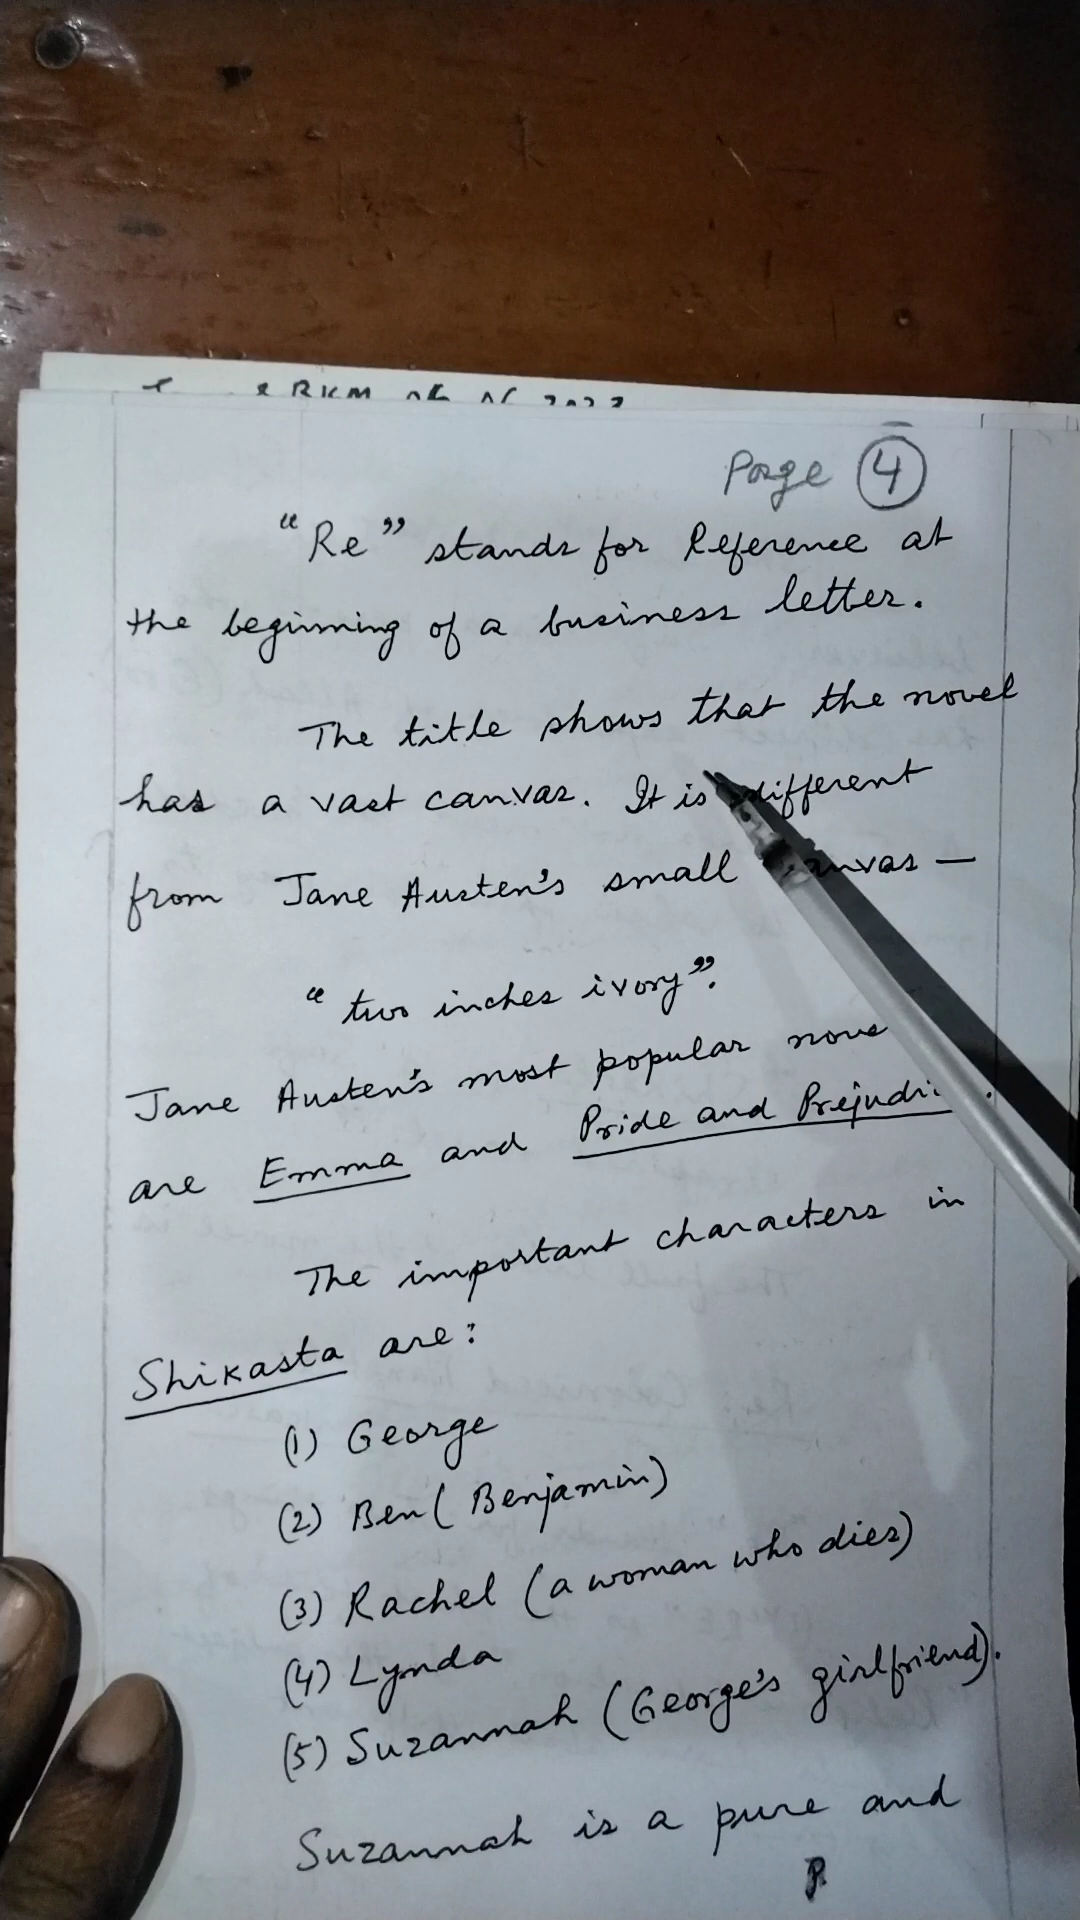 Page 4
"Re" stands for Reference at
the beginning of a business letter.
The title shows that the novel
has a vast canvas. It is different
from Jane Austen's small canvas —
"two inches ivory".
Jane Austen's most popular
are Emma and Pride and
The important characters in
Shikasta are:
(1) George
(2) Ben (Benjamin)
(3) Rachel (a woman who dies)
(4) Lynda
(5) Suzannah (George's girlfriend).
Suzannah is a pure and